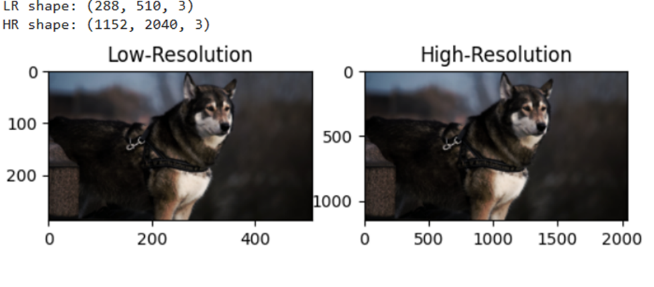 LR shape: (288, 510, 3)
HR shape: (1152, 2040, 3)
Low-Resolution High-Resolution
0 0
100
500
200
1000
0 200 400 0 500 1000 1500 2000